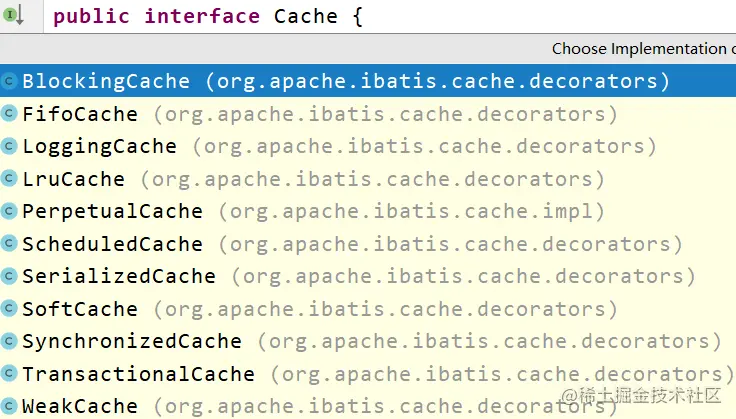 public interface Cache {
Choose Implementation o
BlockingCache (org.apache.ibatis.cache.decorators)
FifoCache (org.apache.ibatis.cache.decorators)
LoggingCache (org.apache.ibatis.cache.decorators)
LruCache (org.apache.ibatis.cache.decorators)
PerpetualCache (org.apache.ibatis.cache.impl)
ScheduledCache (org.apache.ibatis.cache.decorators)
SerializedCache (org.apache.ibatis.cache.decorators)
SoftCache (org.apache.ibatis.cache.decorators)
SynchronizedCache (org.apache.ibatis.cache.decorators)
TransactionalCache (org.apache.ibatis.cache.decorators)
WeakCache (org.apache.ibatis.cache.decorators)
@稀土掘金技术社区